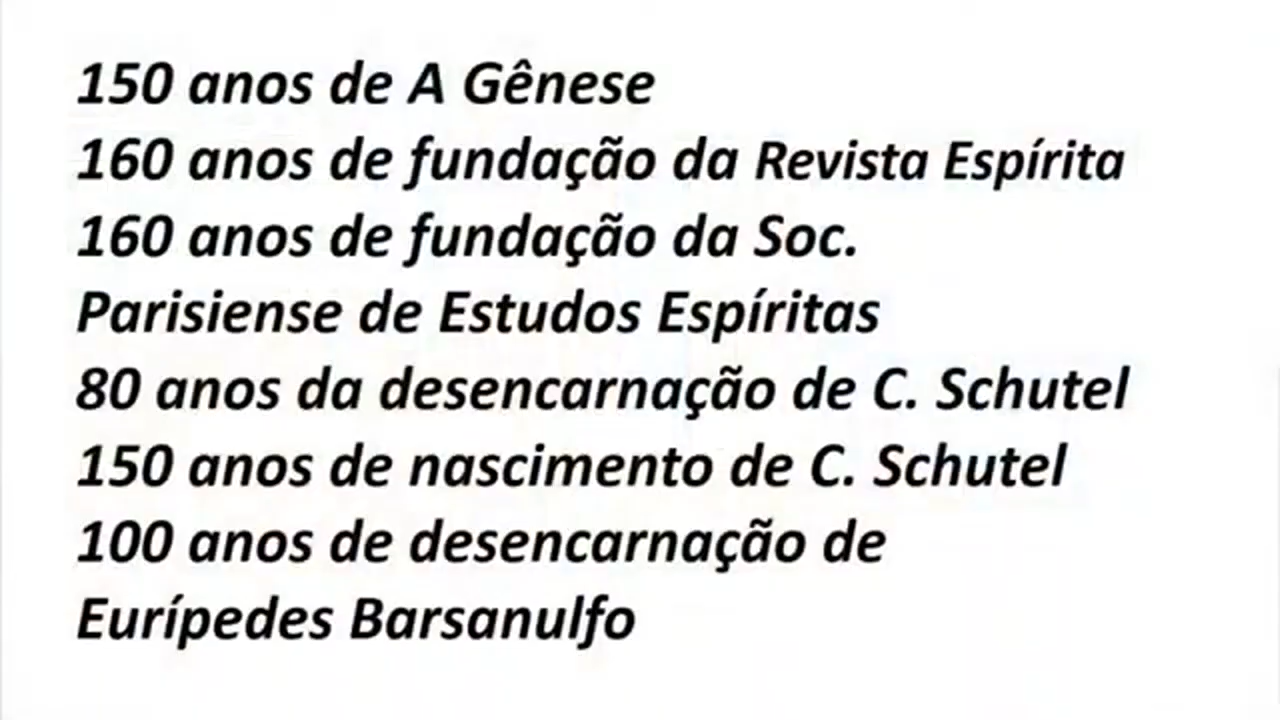 150 anos de A Gênese
160 anos de fundação da Revista Espírita
160 anos de fundação da Soc.
Parisiense de Estudos Espíritas
80 anos da desencarnação de C. Schutel
150 anos de nascimento de C. Schutel
100 anos de desencarnação de
Eurípedes Barsanulfo